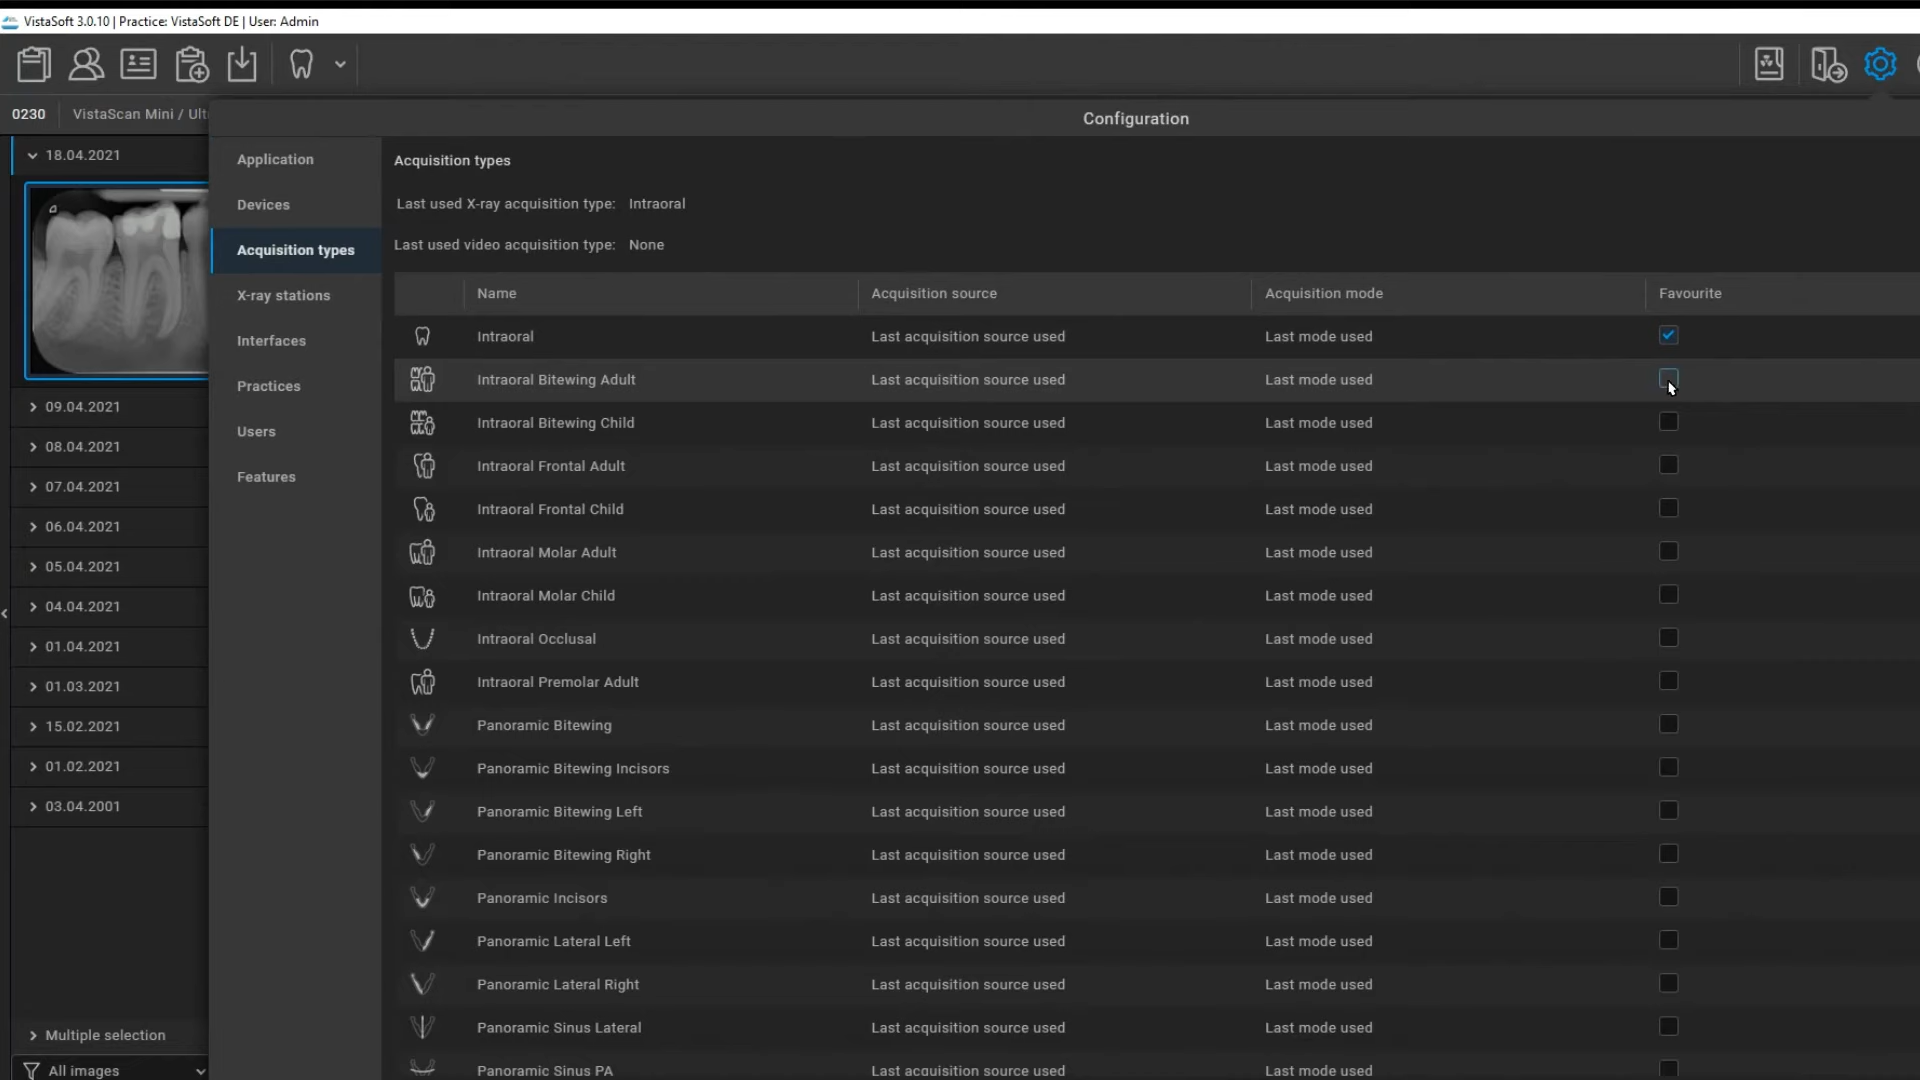 VistaSoft 3.0.10 | Practice: VistaSoft DE | User: Admin
0230 VistaScan Mini / Ult
Configuration
18.04.2021
09.04.2021
08.04.2021
07.04.2021
06.04.2021
05.04.2021
04.04.2021
01.04.2021
01.03.2021
15.02.2021
01.02.2021
03.04.2001
Multiple selection
All images
Application
Devices
Acquisition types
X-ray stations
Interfaces
Practices
Users
Features
Acquisition types
Last used X-ray acquisition type: Intraoral
Last used video acquisition type: None
Name Acquisition source Acquisition mode Favourite
Intraoral Last acquisition source used Last mode used
Intraoral Bitewing Adult Last acquisition source used Last mode used
Intraoral Bitewing Child Last acquisition source used Last mode used
Intraoral Frontal Adult Last acquisition source used Last mode used
Intraoral Frontal Child Last acquisition source used Last mode used
Intraoral Molar Adult Last acquisition source used Last mode used
Intraoral Molar Child Last acquisition source used Last mode used
Intraoral Occlusal Last acquisition source used Last mode used
Intraoral Premolar Adult Last acquisition source used Last mode used
Panoramic Bitewing Last acquisition source used Last mode used
Panoramic Bitewing Incisors Last acquisition source used Last mode used
Panoramic Bitewing Left Last acquisition source used Last mode used
Panoramic Bitewing Right Last acquisition source used Last mode used
Panoramic Incisors Last acquisition source used Last mode used
Panoramic Lateral Left Last acquisition source used Last mode used
Panoramic Lateral Right Last acquisition source used Last mode used
Panoramic Sinus Lateral Last acquisition source used Last mode used
Panoramic Sinus PA Last acquisition source used Last mode used